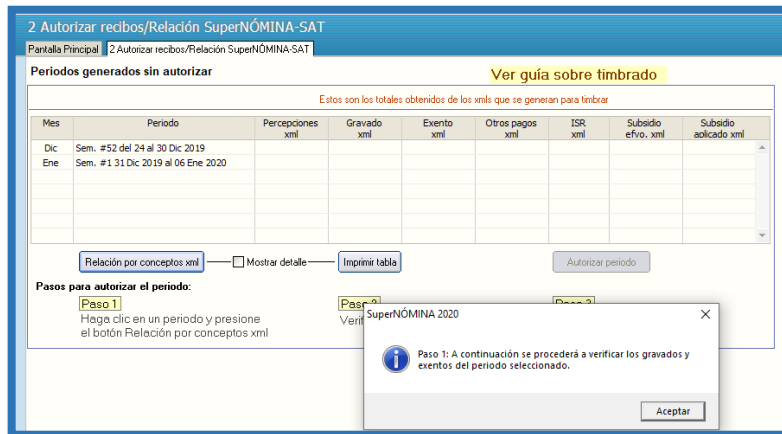 2 Autorizar recibos/Relación SuperNÓMINA-SAT
Pantalla Principal 2 Autorizar recibos/Relación SuperNÓMINA-SAT
Periodos generados sin autorizar
Ver guía sobre timbrado
Estos son los totales obtenidos de los xmls que se generan para timbrar
Mes Periodo Percepciones xml Gravado xml Exento xml Otros pagos xml ISR xml Subsidio efvo. xml Subsidio aplicado xml
Dic Sem. #52 del 24 al 30 Dic 2019
Ene Sem. #1 31 Dic 2019 al 06 Ene 2020
Relación por conceptos xml Mostrar detalle Imprimir tabla Autorizar periodo
Pasos para autorizar el periodo:
Paso 1
Haga clic en un periodo y presione
el botón Relación por conceptos xml
SuperNÓMINA 2020
Paso 1: A continuación se procederá a verificar los gravados y
exentos del periodo seleccionado.
Aceptar